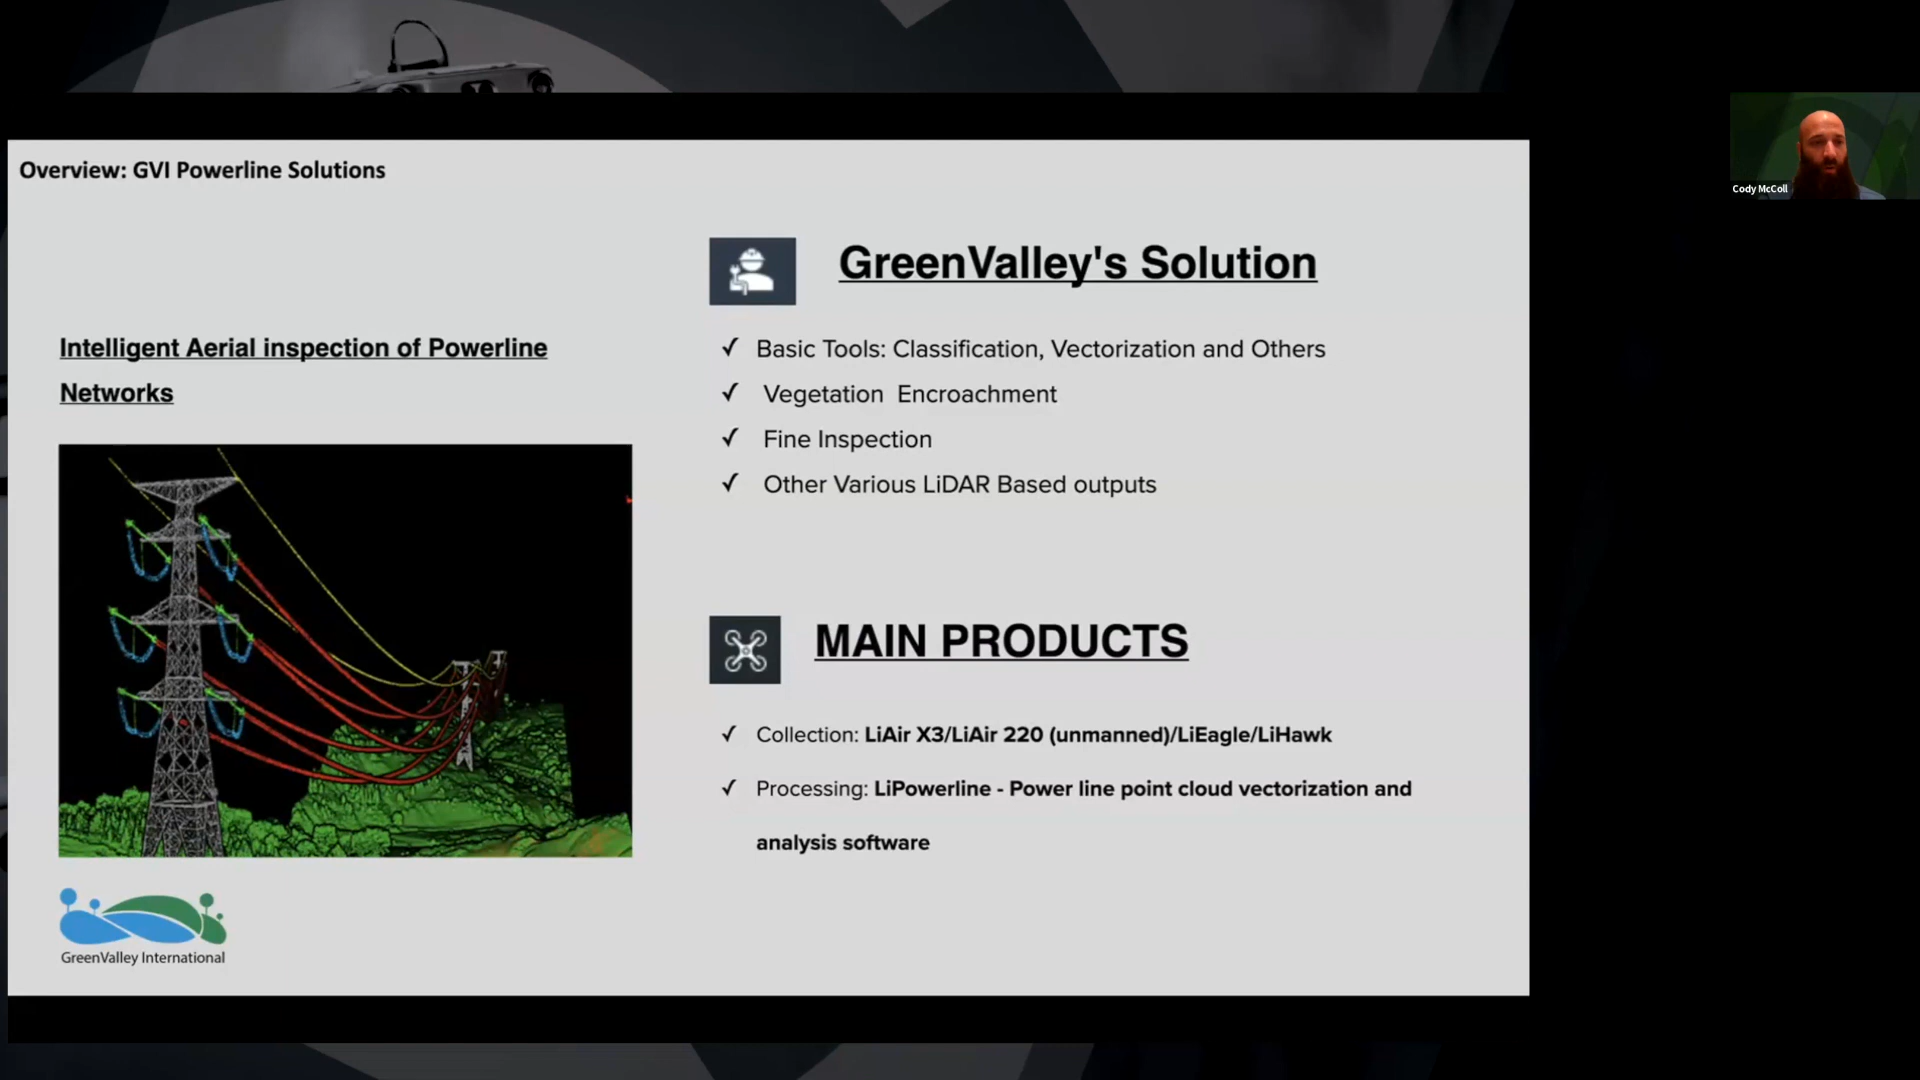 Overview: GVI Powerline Solutions
Intelligent Aerial inspection of Powerline
Networks
GreenValley International
GreenValley's Solution
✓ Basic Tools: Classification, Vectorization and Others
✓ Vegetation Encroachment
✓ Fine Inspection
✓ Other Various LiDAR Based outputs
MAIN PRODUCTS
✓ Collection: LiAir X3/LiAir 220 (unmanned)/LiEagle/LiHawk
✓ Processing: LiPowerline - Power line point cloud vectorization and
analysis software
Cody McColl